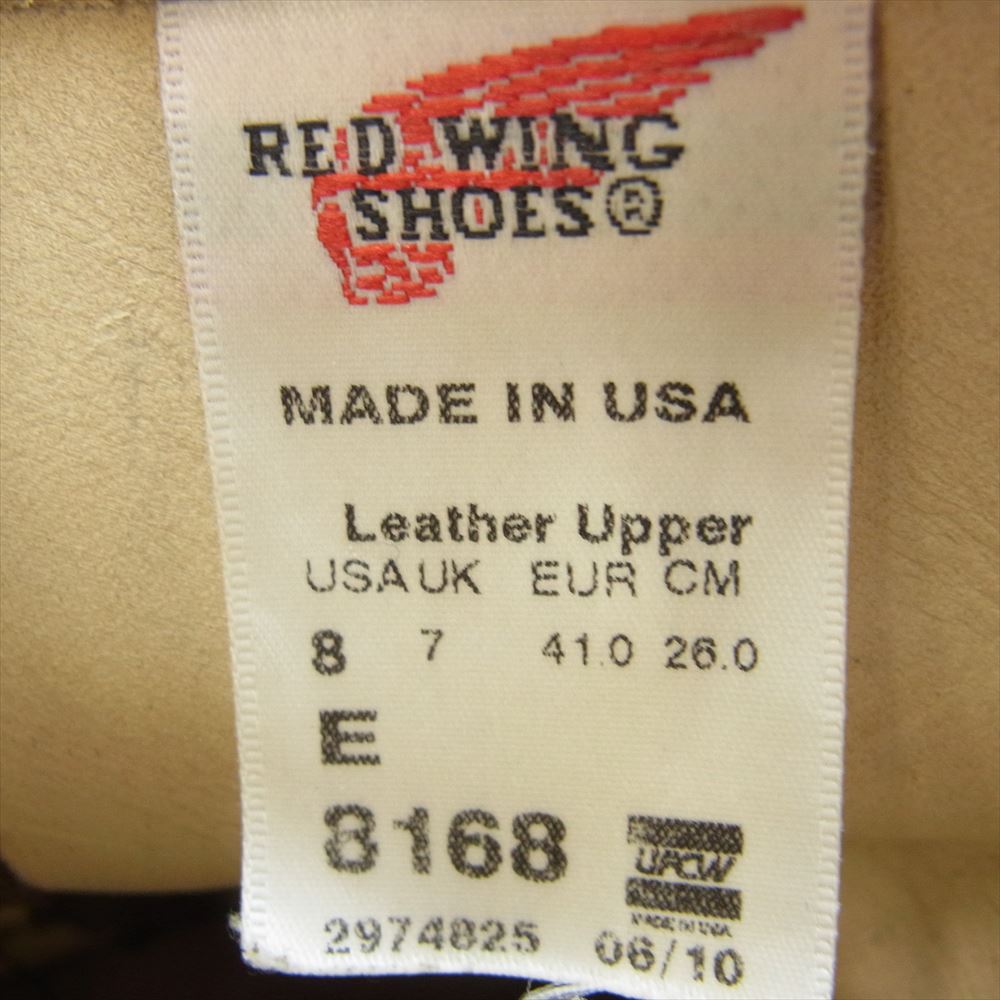 RED WING
SHOES®
MADE IN USA
Leather Upper
USA UK EUR CM
8 7 41.0 26.0
E
8168
UFCW
MADE IN USA
2974825 06/10